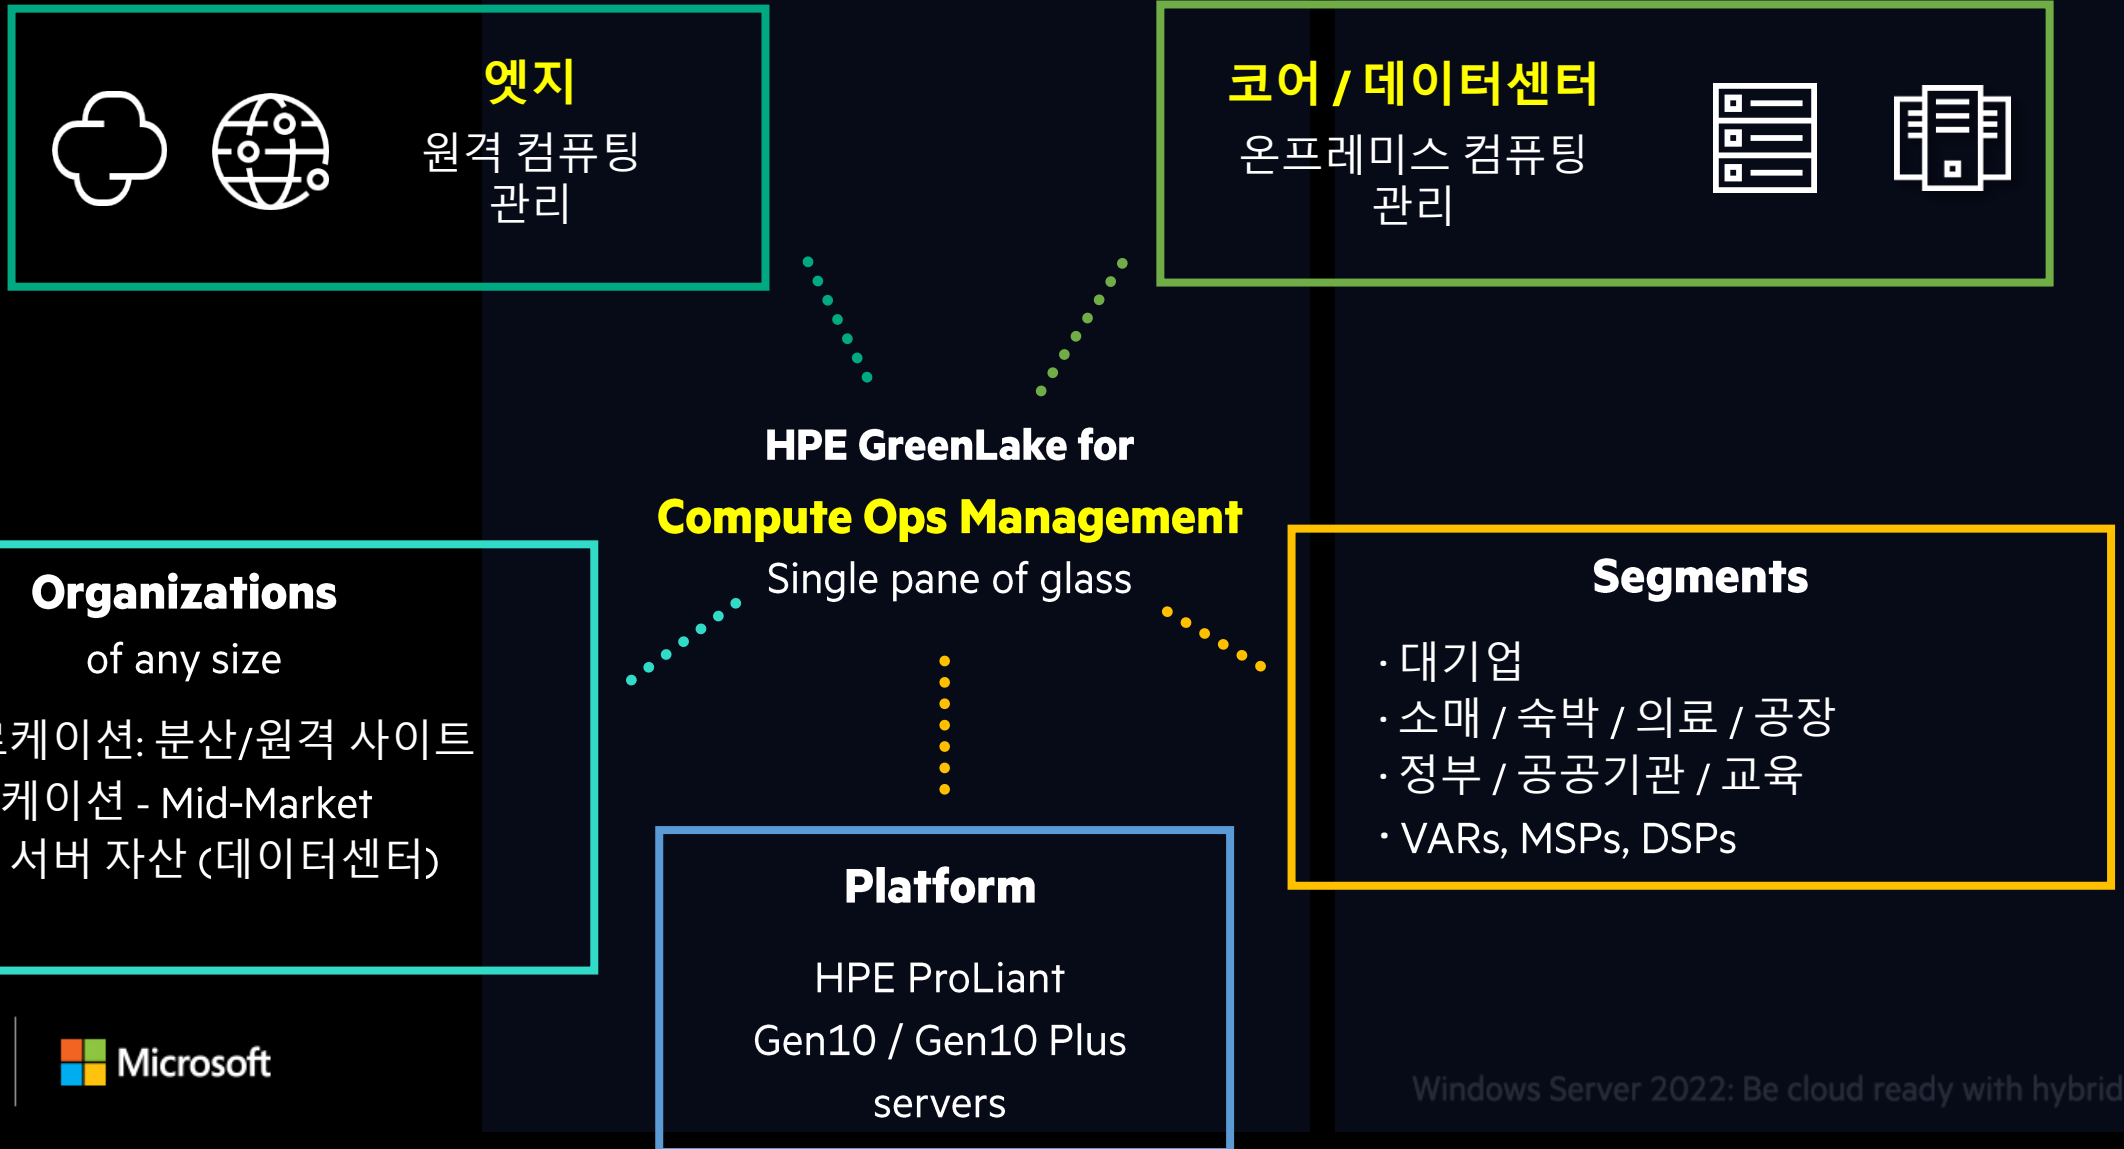 엣지
원격 컴퓨팅
관리
코어 / 데이터센터
온프레미스 컴퓨팅
관리
HPE GreenLake for
Compute Ops Management
Single pane of glass
Organizations
of any size
케이션: 분산/원격 사이트
케이션 - Mid-Market
서버 자산 (데이터센터)
Segments
· 대기업
· 소매 / 숙박 / 의료 / 공장
· 정부 / 공공기관 / 교육
· VARs, MSPs, DSPs
Platform
HPE ProLiant
Gen10 / Gen10 Plus
servers
Microsoft
Windows Server 2022: Be cloud ready with hybrid